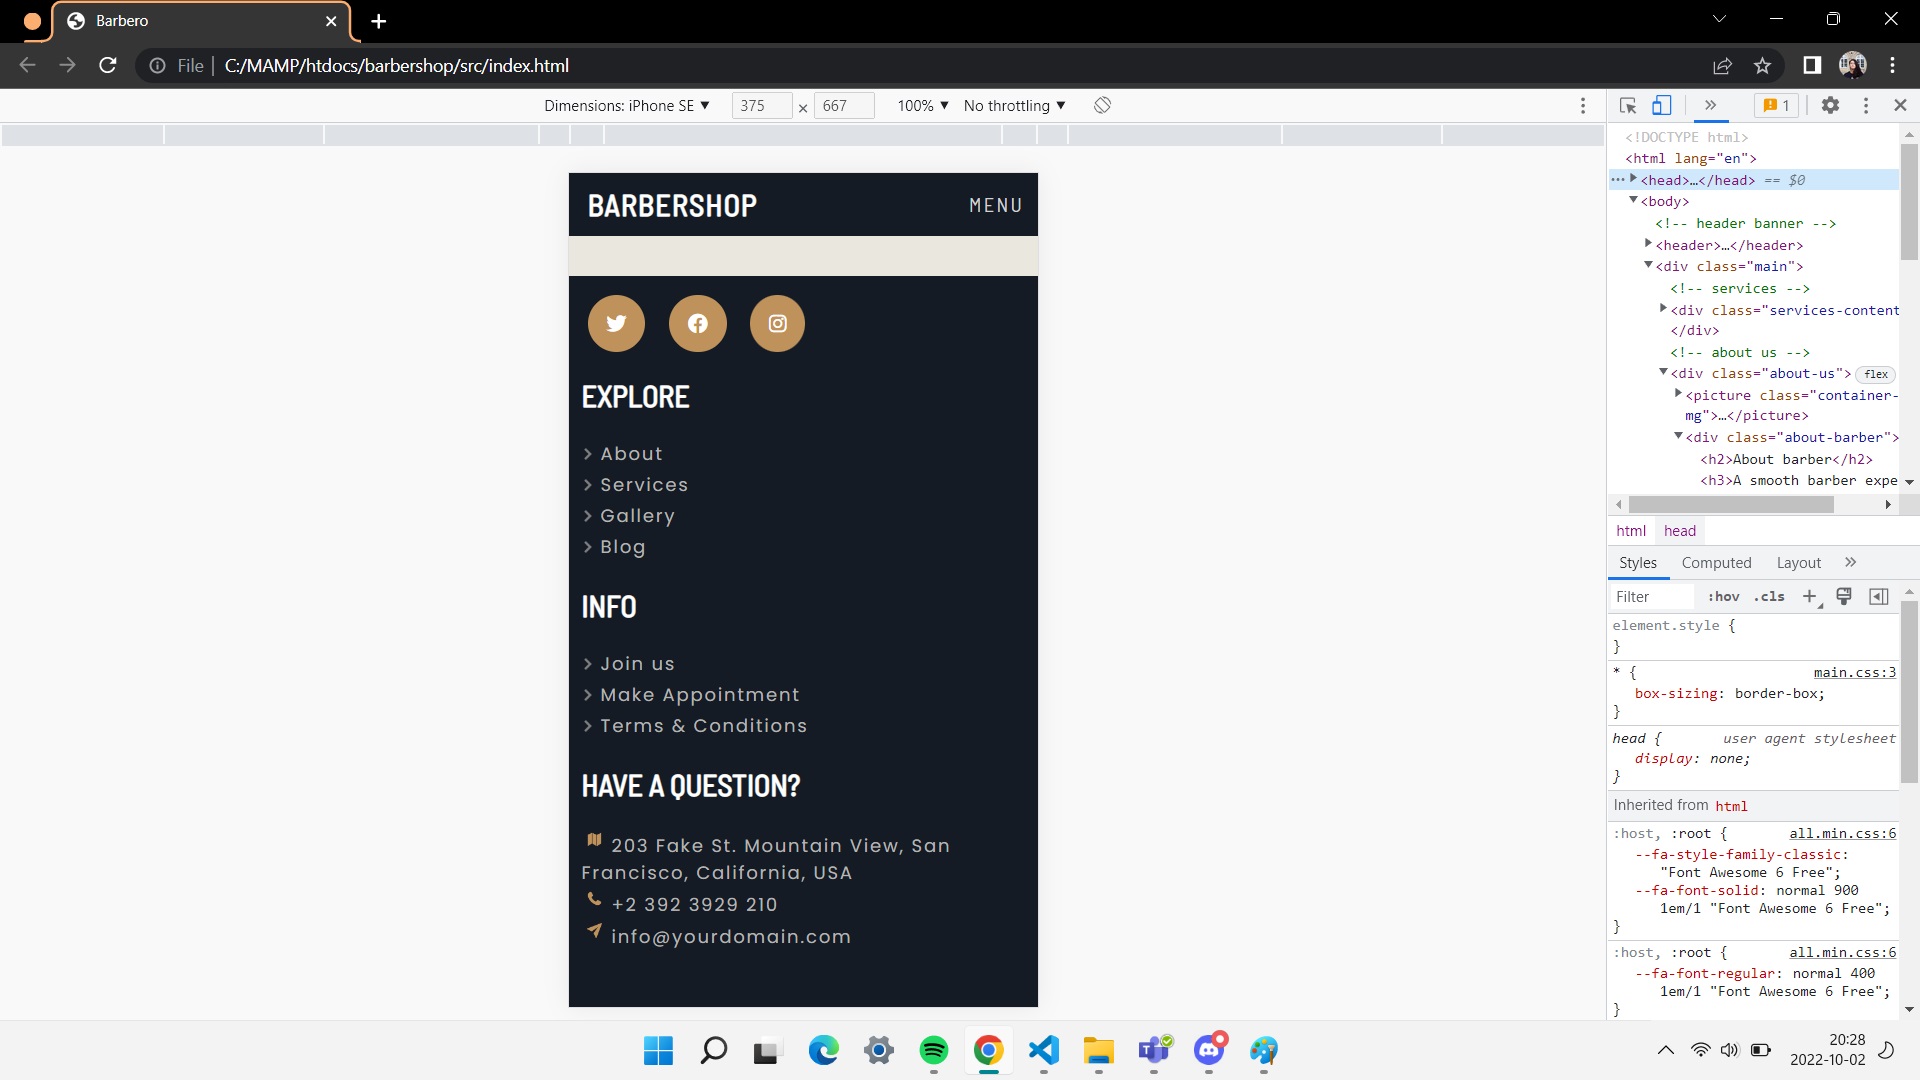 Barbero
File
C:/MAMP/htdocs/barbershop/src/index.html
Dimensions: iPhone SE 375 × 667 100% No throttling
1
BARBERSHOP
MENU
EXPLORE
About
Services
Gallery
Blog
INFO
Join us
Make Appointment
Terms & Conditions
HAVE A QUESTION?
203 Fake St. Mountain View, San
Francisco, California, USA
+2 392 3929 210
info@yourdomain.com
<!DOCTYPE html>
<html lang="en">
<head>…</head> == $0
<body>
<!-- header banner -->
<header>…</header>
<div class="main">
<!-- services -->
<div class="services-content
</div>
<!-- about us -->
<div class="about-us"> flex
<picture class="container-
mg">…</picture>
<div class="about-barber">
<h2>About barber</h2>
<h3>A smooth barber expe
html head
Styles Computed Layout
Filter :hov .cls
element.style {
}
* { main.css:3
box-sizing: border-box;
}
head { user agent stylesheet
display: none;
}
Inherited from html
:host, :root { all.min.css:6
--fa-style-family-classic:
"Font Awesome 6 Free";
--fa-font-solid: normal 900
1em/1 "Font Awesome 6 Free";
}
:host, :root { all.min.css:6
--fa-font-regular: normal 400
1em/1 "Font Awesome 6 Free";
}
20:28
2022-10-02